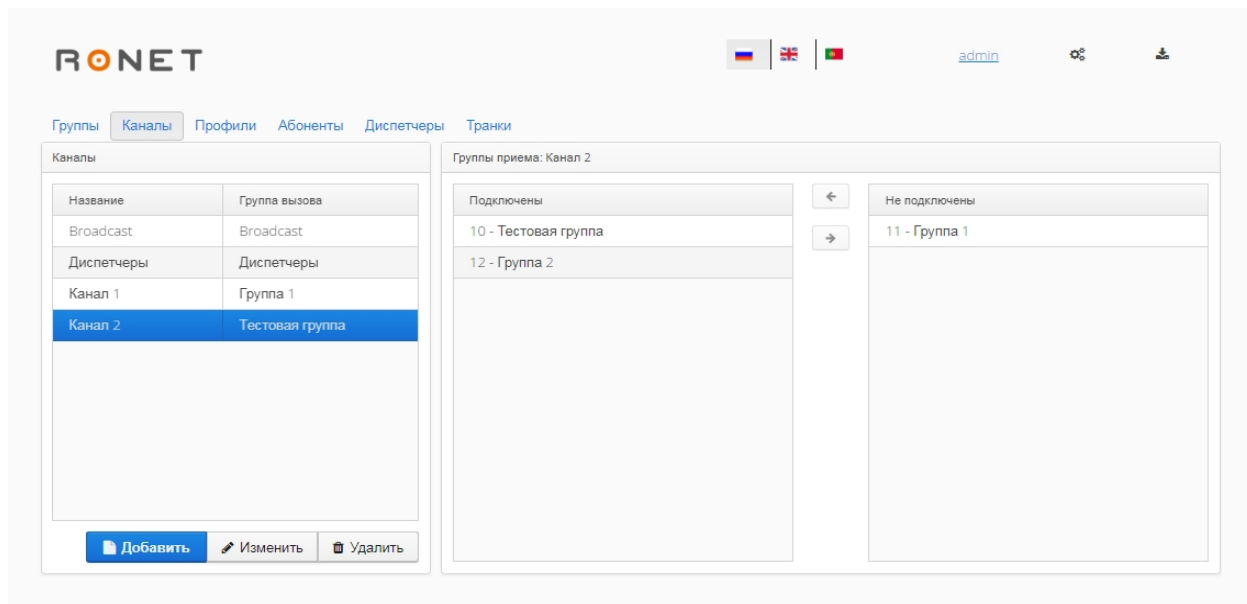 RONET
admin
Группы Каналы Профили Абоненты Диспетчеры Транки
Каналы
Название Группа вызова
Broadcast Broadcast
Диспетчеры Диспетчеры
Канал 1 Группа 1
Канал 2 Тестовая группа
Добавить Изменить Удалить
Группы приема: Канал 2
Подключены
10 - Тестовая группа
12 - Группа 2
Не подключены
11 - Группа 1